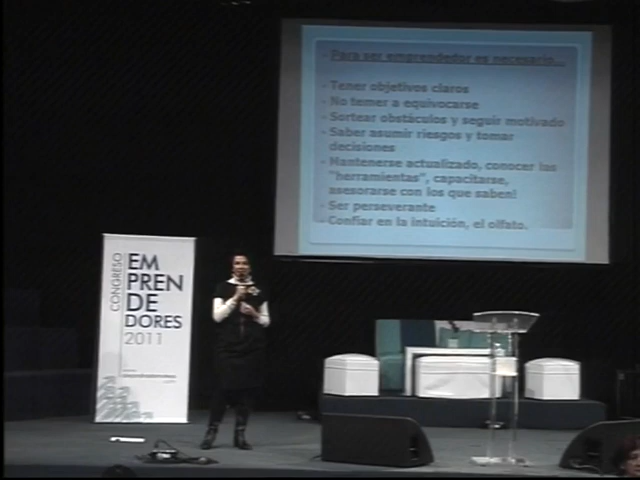 - Para ser emprendedor es necesario...
- Tener objetivos claros
- No temer a equivocarse
- Sortear obstáculos y seguir motivado
- Saber asumir riesgos y tomar
decisiones
- Mantenerse actualizado, conocer las
"herramientas", capacitarse,
asesorarse con los que saben!
- Ser perseverante
- Confiar en la intuición, el olfato.
CONGRESO
EM
PREN
DE
DORES
2011